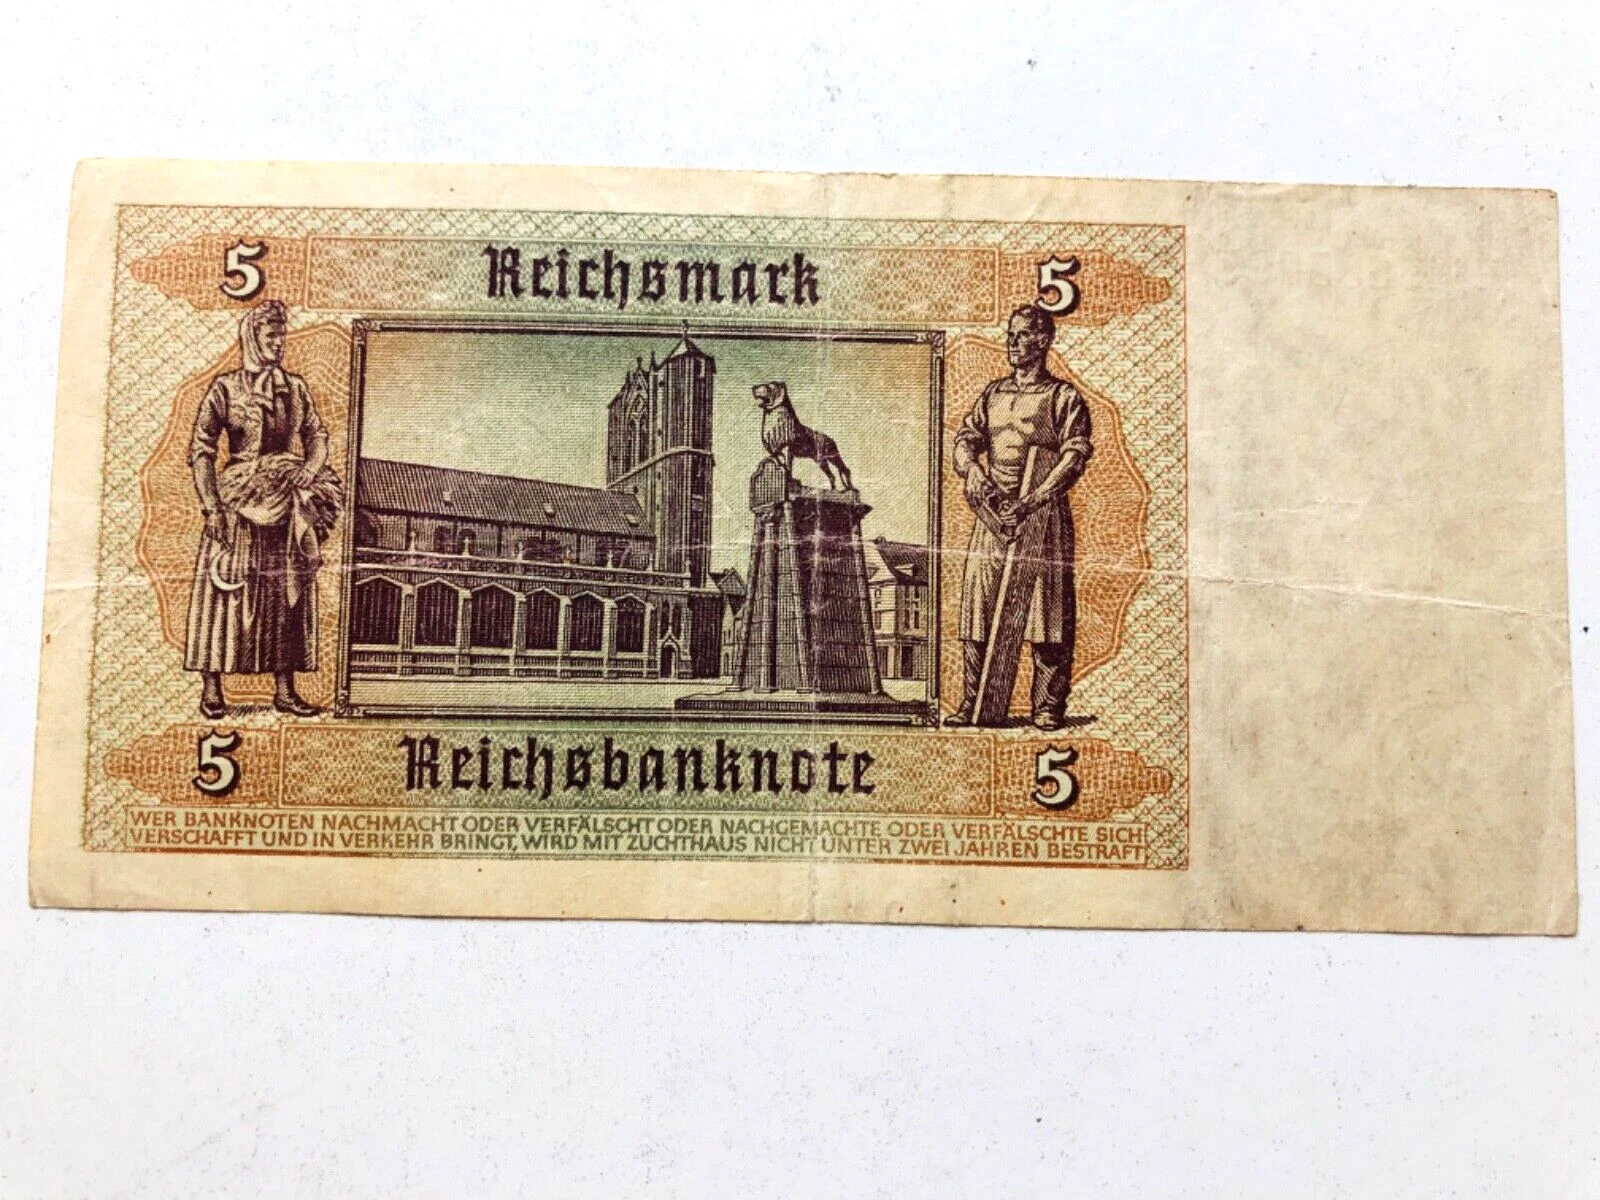 5 Reichsmark 5
5 Reichsbanknote 5
WER BANKNOTEN NACHMACHT ODER VERFÄLSCHT ODER NACHGEMACHTE ODER VERFÄLSCHTE SICH
VERSCHAFFT UND IN VERKEHR BRINGT, WIRD MIT ZUCHTHAUS NICHT UNTER ZWEI JAHREN BESTRAFT